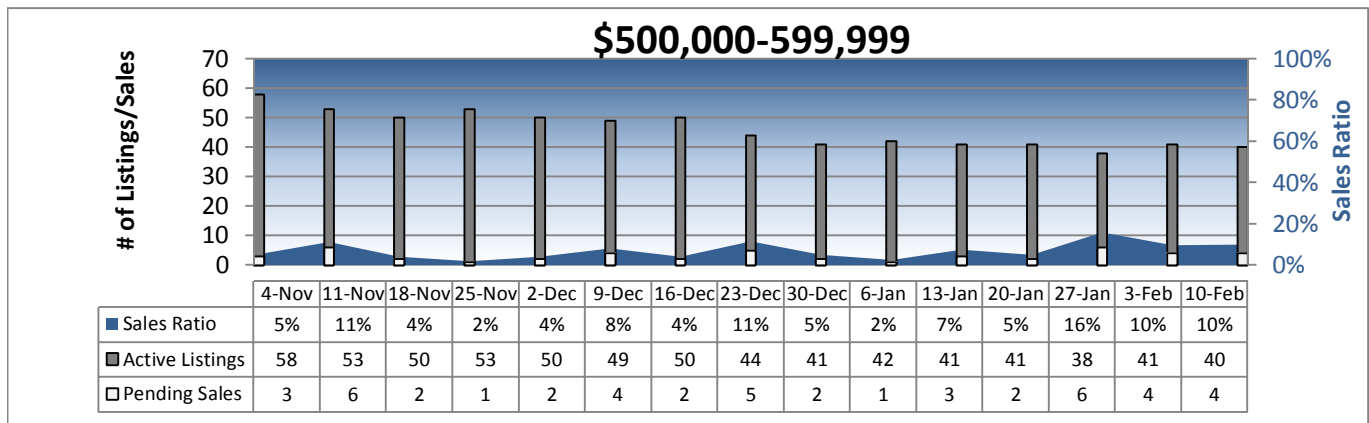 $500,000-599,999
# of Listings/Sales
70
60
50
40
30
20
10
0
100%
80%
60%
40%
20%
0%
Sales Ratio
4-Nov 11-Nov 18-Nov 25-Nov 2-Dec 9-Dec 16-Dec 23-Dec 30-Dec 6-Jan 13-Jan 20-Jan 27-Jan 3-Feb 10-Feb
Sales Ratio 5% 11% 4% 2% 4% 8% 4% 11% 5% 2% 7% 5% 16% 10% 10%
Active Listings 58 53 50 53 50 49 50 44 41 42 41 41 38 41 40
Pending Sales 3 6 2 1 2 4 2 5 2 1 3 2 6 4 4